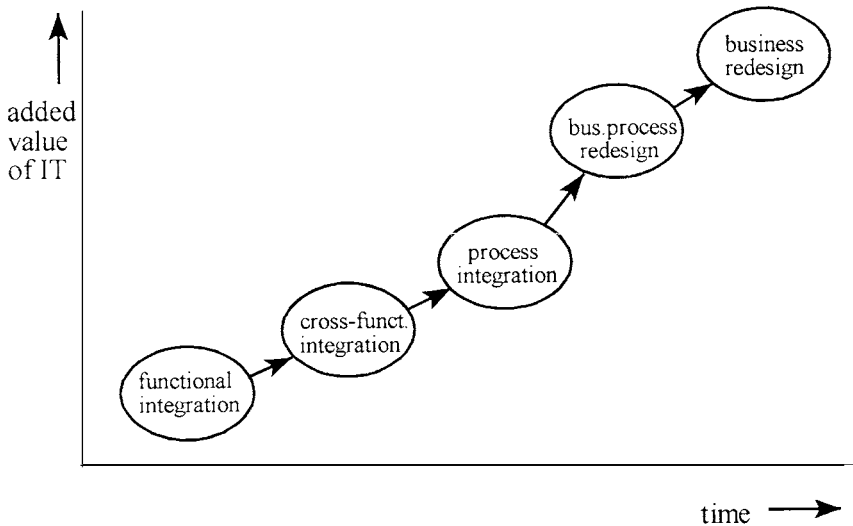 business
redesign
added
value
of IT
bus.process
redesign
process
integration
cross-funct.
integration
functional
integration
time